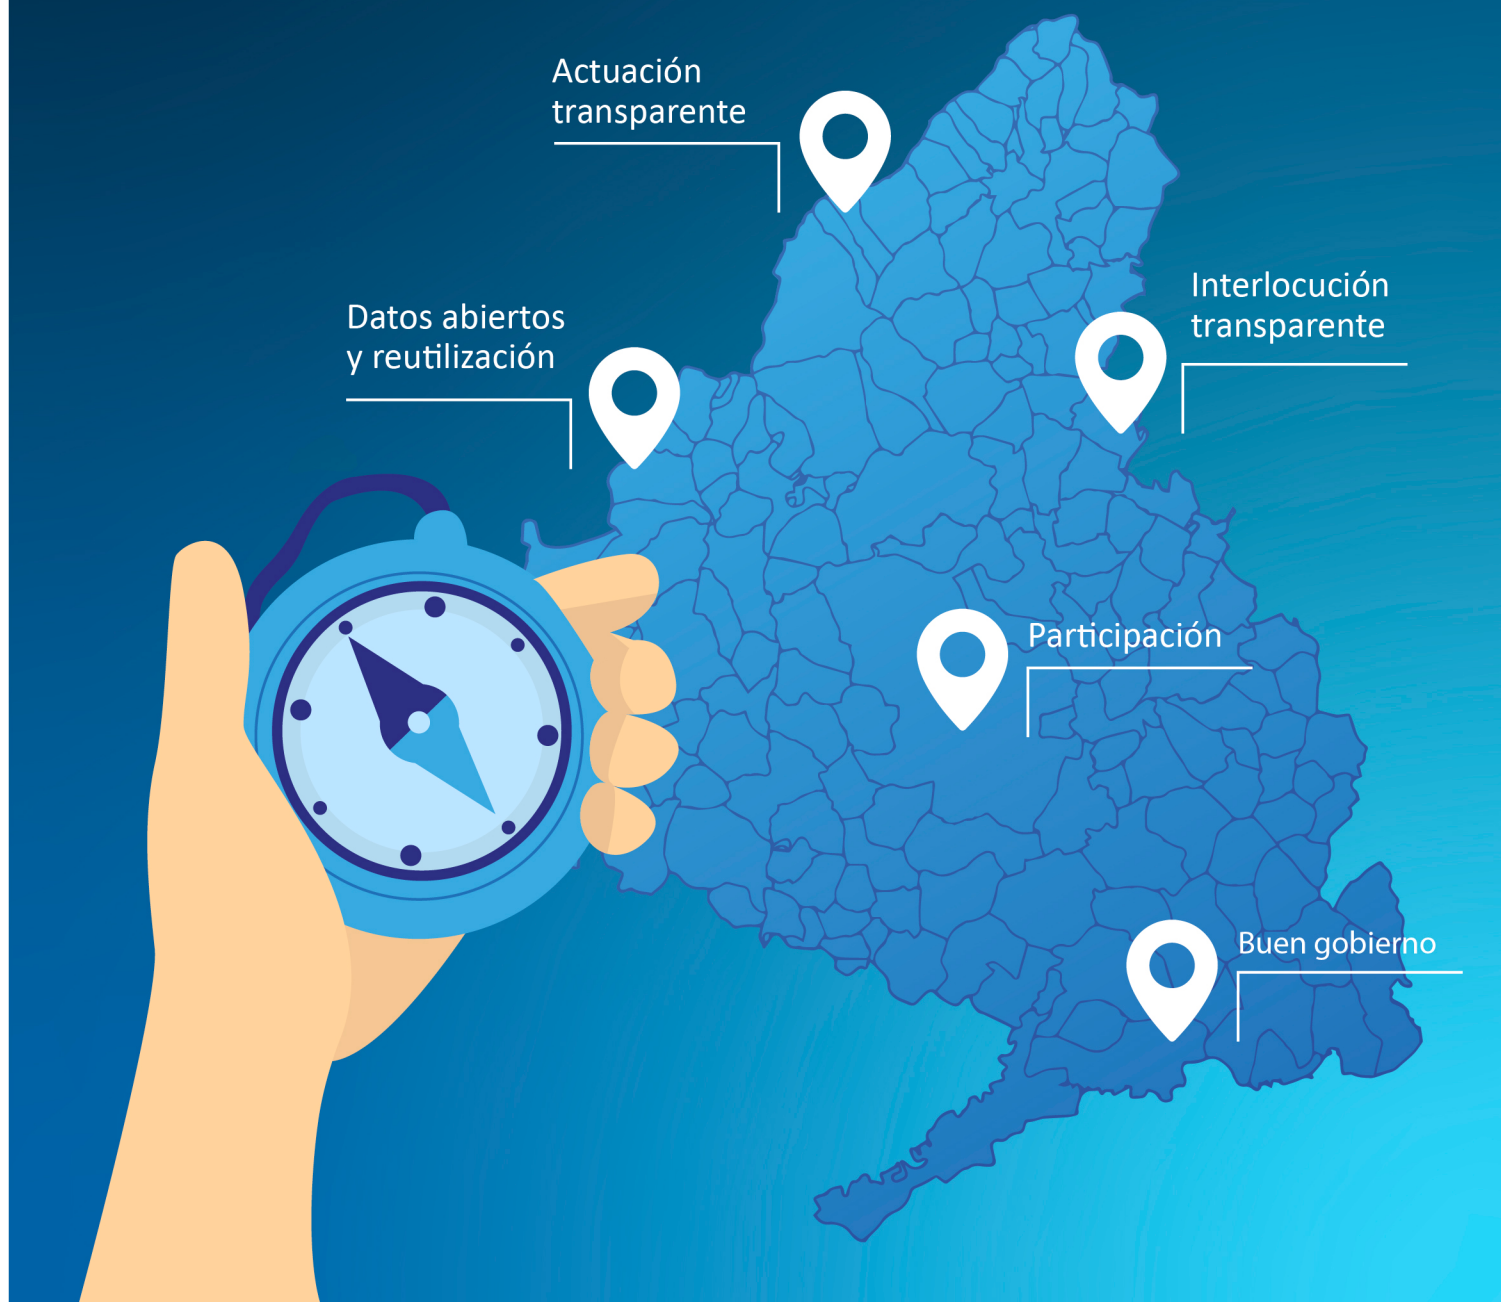 Actuación
transparente
Interlocución
transparente
Datos abiertos
y reutilización
Participación
Buen gobierno